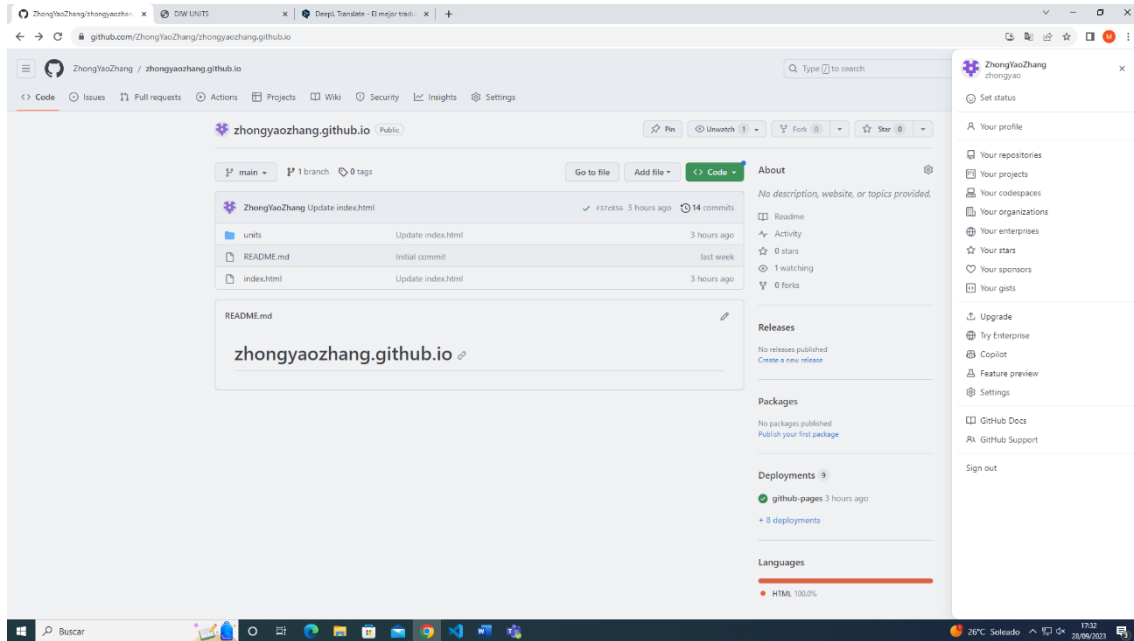 ZhongYaoZhang/zhongyaozhan
DIW UNITS
DeepL Translate - El mejor tradu
github.com/ZhongYaoZhang/zhongyaozhang.github.io
ZhongYaoZhang / zhongyaozhang.github.io
Type / to search
Code
Issues
Pull requests
Actions
Projects
Wiki
Security
Insights
Settings
zhongyaozhang.github.io Public
Pin
Unwatch 1
Fork 0
Star 0
main
1 branch
0 tags
Go to file
Add file
Code
ZhongYaoZhang Update index.html
3 hours ago
14 commits
units
Update index.html
3 hours ago
README.md
Initial commit
last week
index.html
Update index.html
3 hours ago
README.md
zhongyaozhang.github.io
About
No description, website, or topics provided.
Readme
Activity
0 stars
1 watching
0 forks
Releases
No releases published
Create a new release
Packages
No packages published
Publish your first package
Deployments 9
github-pages 3 hours ago
+ 8 deployments
Languages
HTML 100.0%
ZhongYaoZhang
zhongyao
Set status
Your profile
Your repositories
Your projects
Your codespaces
Your organizations
Your enterprises
Your stars
Your sponsors
Your gists
Upgrade
Try Enterprise
Copilot
Feature preview
Settings
GitHub Docs
GitHub Support
Sign out
Buscar
26°C Soleado
17:32
28/09/2023